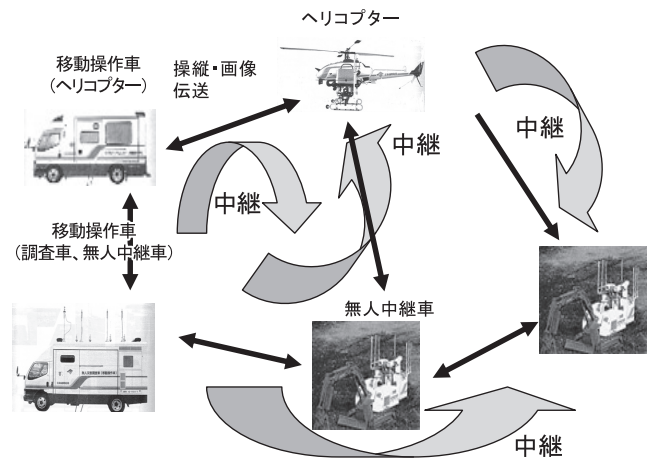 ヘリコプター
移動操作車
(ヘリコプター)
操縦・画像
伝送
中継
中継
中継
移動操作車
(調査車、無人中継車)
無人中継車
中継